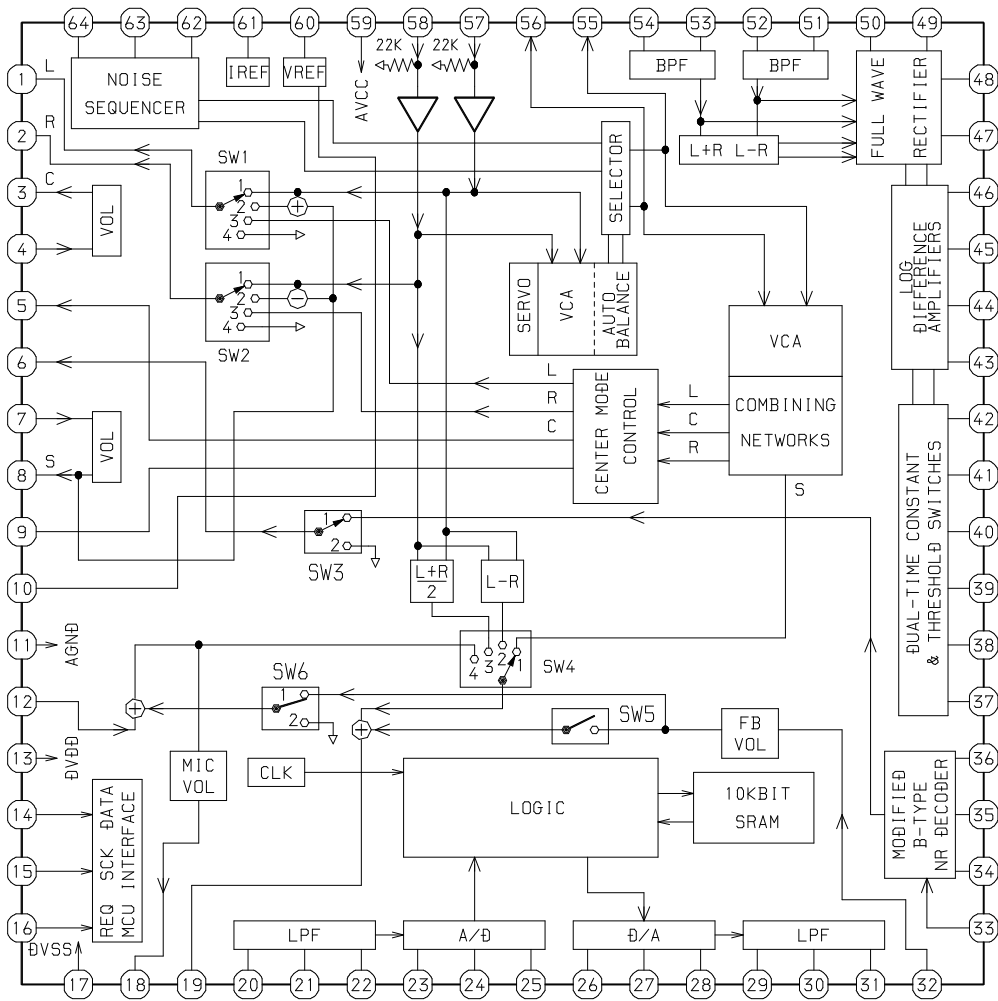 64 63 62 61 60 59 58 57 56 55 54 53 52 51 50 49
22K 22K
1 L
NOISE
SEQUENCER
IREF
VREF
AVCC
BPF
BPF
FULL WAVE
RECTIFIER
48
2 R
47
L+R L-R
SELECTOR
SW1
1
2
3
4
+
3 C
VOL
4
46
45
44
43
LOG
DIFFERENCE
AMPLIFIERS
SW2
1
2
3
4
−
SERVO
VCA
AUTO
BALANCE
5
6
VCA
COMBINING
NETWORKS
L
R
C
CENTER MODE
CONTROL
L
C
R
S
7
VOL
8 S
9
10
42
41
40
39
38
37
DUAL-TIME CONSTANT
& THRESHOLD SWITCHES
1
2
SW3
L+R
2
L-R
11 AGND
4 3 2 1
SW4
12
+
SW6
1
2
+
SW5
FB
VOL
13 DVDD
MIC
VOL
CLK
LOGIC
10KBIT
SRAM
36
35
34
33
MODIFIED
B-TYPE
NR DECODER
14
15
16
REQ SCK DATA
MCU INTERFACE
DVSS
LPF
A/D
D/A
LPF
17 18 19 20 21 22 23 24 25 26 27 28 29 30 31 32